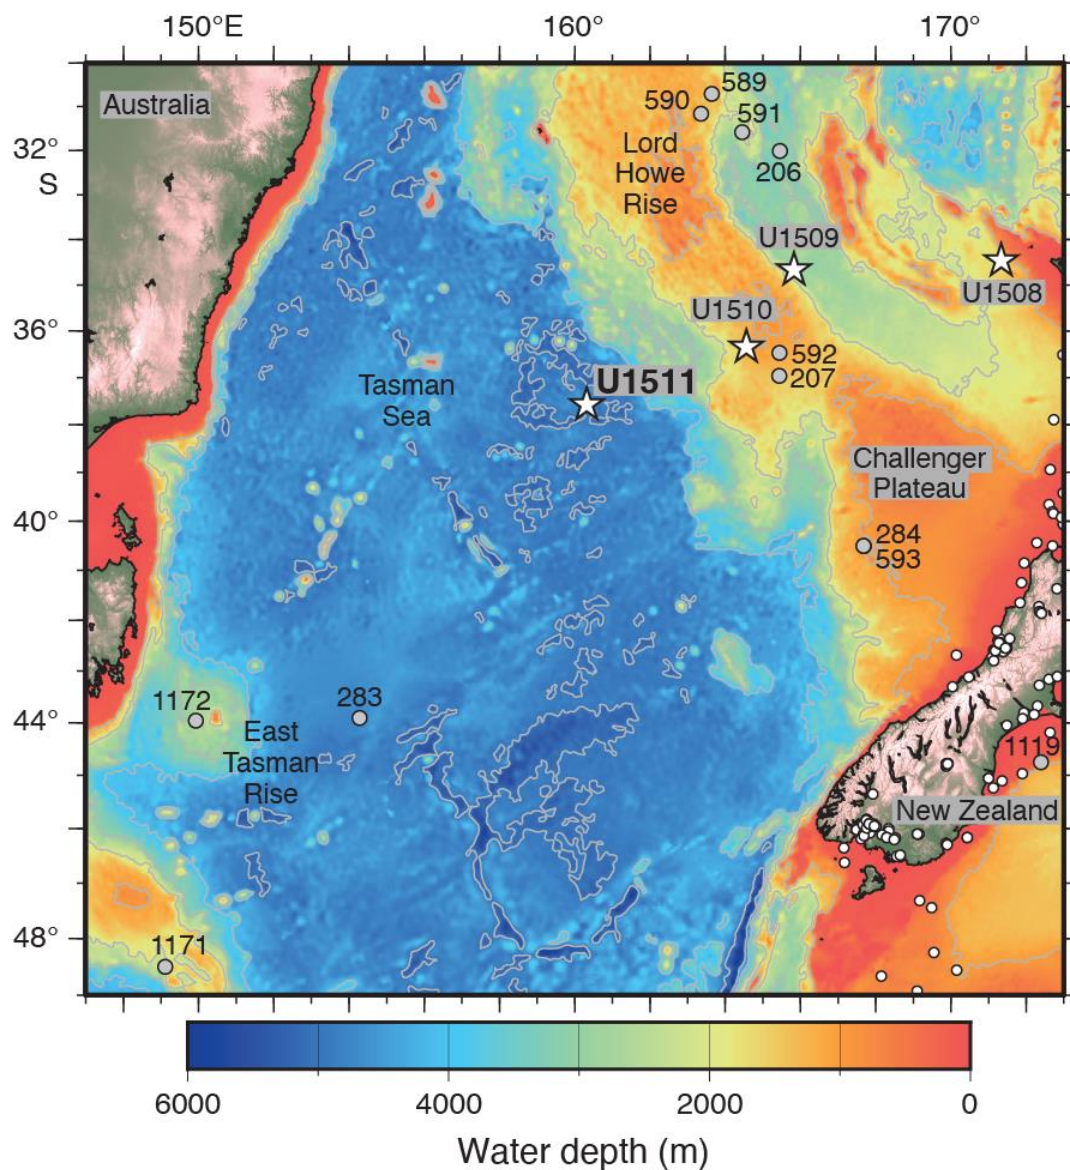 150°E
160°
170°
Australia
589
590
591
32°
S
Lord
Howe
Rise
206
U1509
U1508
U1510
36°
592
207
Tasman
Sea
U1511
Challenger
Plateau
40°
284
593
1172
283
44°
East
Tasman
Rise
1119
New Zealand
48°
1171
6000
4000
2000
0
Water depth (m)